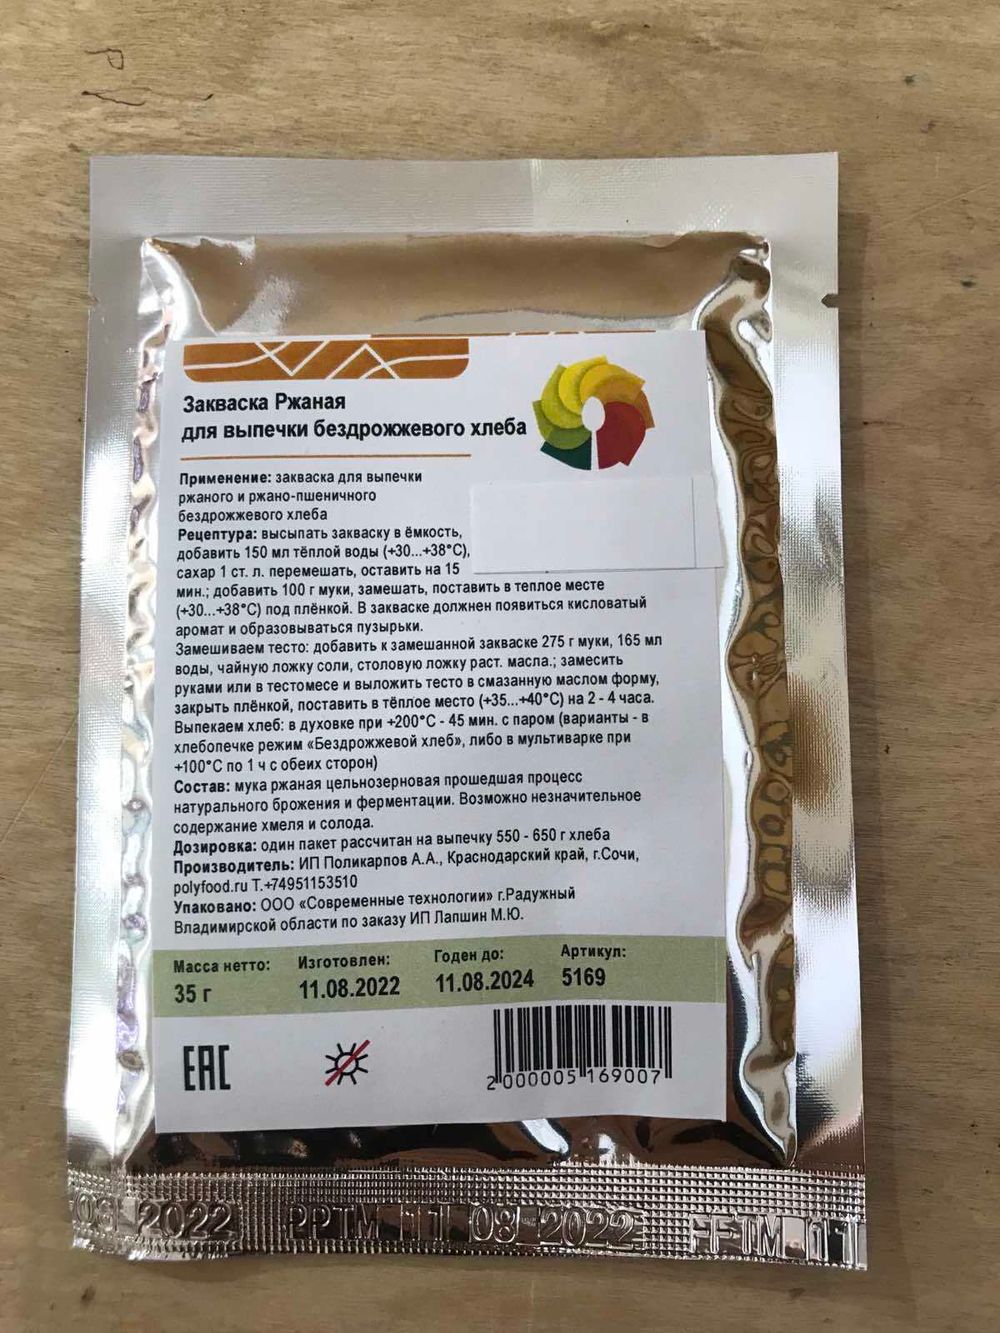 Закваска Ржаная
для выпечки бездрожжевого хлеба
Применение: закваска для выпечки
ржаного и ржано-пшеничного
бездрожжевого хлеба
Рецептура: высыпать закваску в ёмкость,
добавить 150 мл тёплой воды (+30...+38°C),
сахар 1 ст. л. перемешать, оставить на 15
мин.; добавить 100 г муки, замешать, поставить в теплое месте
(+30...+38°C) под плёнкой. В закваске должнен появиться кисловатый
аромат и образовываться пузырьки.
Замешиваем тесто: добавить к замешанной закваске 275 г муки, 165 мл
воды, чайную ложку соли, столовую ложку раст. масла.; замесить
руками или в тестомесе и выложить тесто в смазанную маслом форму,
закрыть плёнкой, поставить в тёплое место (+35...+40°C) на 2 - 4 часа.
Выпекаем хлеб: в духовке при +200°C - 45 мин. с паром (варианты - в
хлебопечке режим «Бездрожжевой хлеб», либо в мультиварке при
+100°C по 1 ч с обеих сторон)
Состав: мука ржаная цельнозерновая прошедшая процесс
натурального брожения и ферментации. Возможно незначительное
содержание хмеля и солода.
Дозировка: один пакет рассчитан на выпечку 550 - 650 г хлеба
Производитель: ИП Поликарпов А.А., Краснодарский край, г.Сочи,
polyfood.ru Т.+74951153510
Упаковано: ООО «Современные технологии» г.Радужный
Владимирской области по заказу ИП Лапшин М.Ю.
Масса нетто: Изготовлен: Годен до: Артикул:
35 г 11.08.2022 11.08.2024 5169
EAC
2 000005 169007
08 2022 PPTM 11 08 2022 PPTM 11